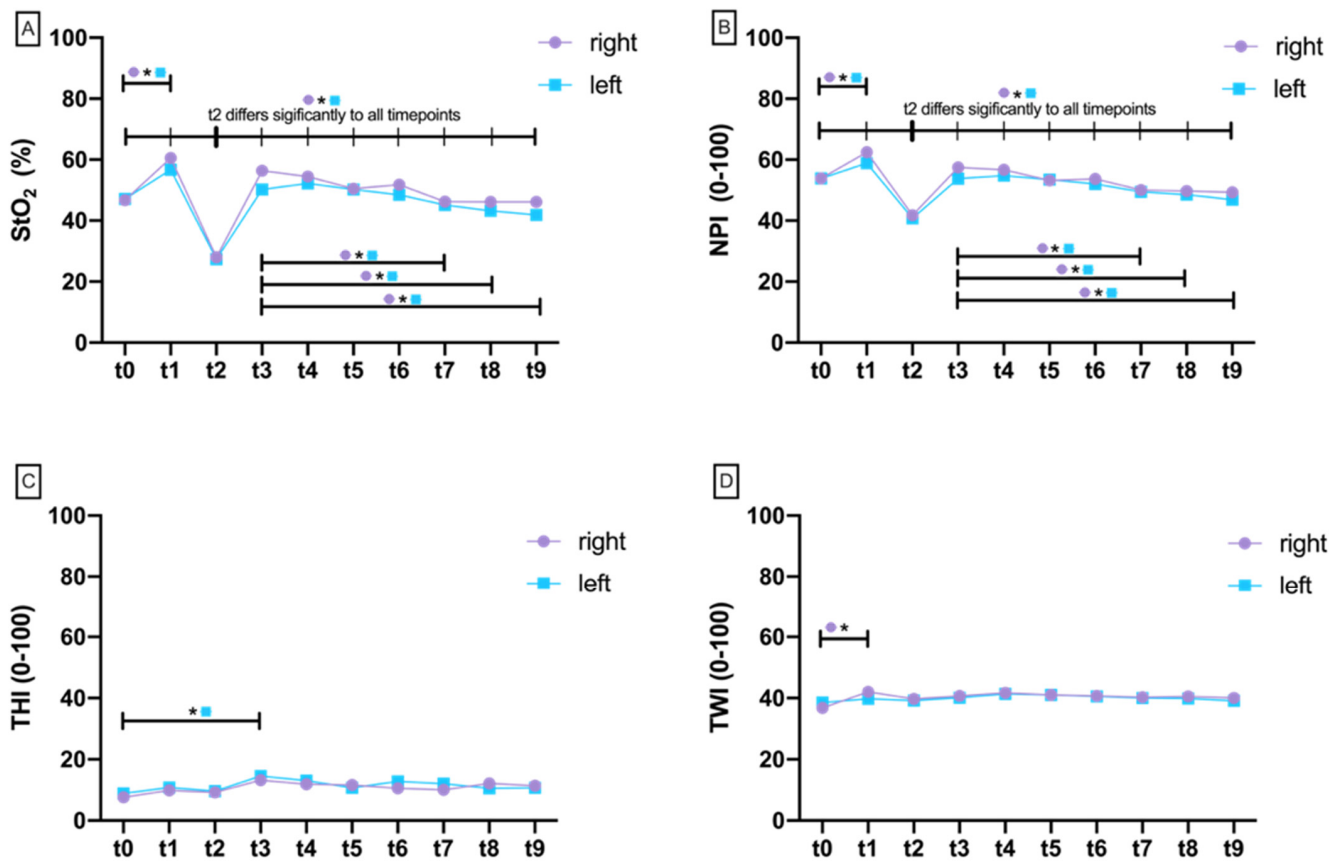 A
100
80
60
40
20
0
StO2 (%)
right
left
*
*
t2 differs sigificantly to all timepoints
*
*
*
t0 t1 t2 t3 t4 t5 t6 t7 t8 t9
B
100
80
60
40
20
0
NPI (0-100)
right
left
*
*
t2 differs sigificantly to all timepoints
*
*
*
t0 t1 t2 t3 t4 t5 t6 t7 t8 t9
C
100
80
60
40
20
0
THI (0-100)
right
left
*
t0 t1 t2 t3 t4 t5 t6 t7 t8 t9
D
100
80
60
40
20
0
TWI (0-100)
right
left
*
t0 t1 t2 t3 t4 t5 t6 t7 t8 t9